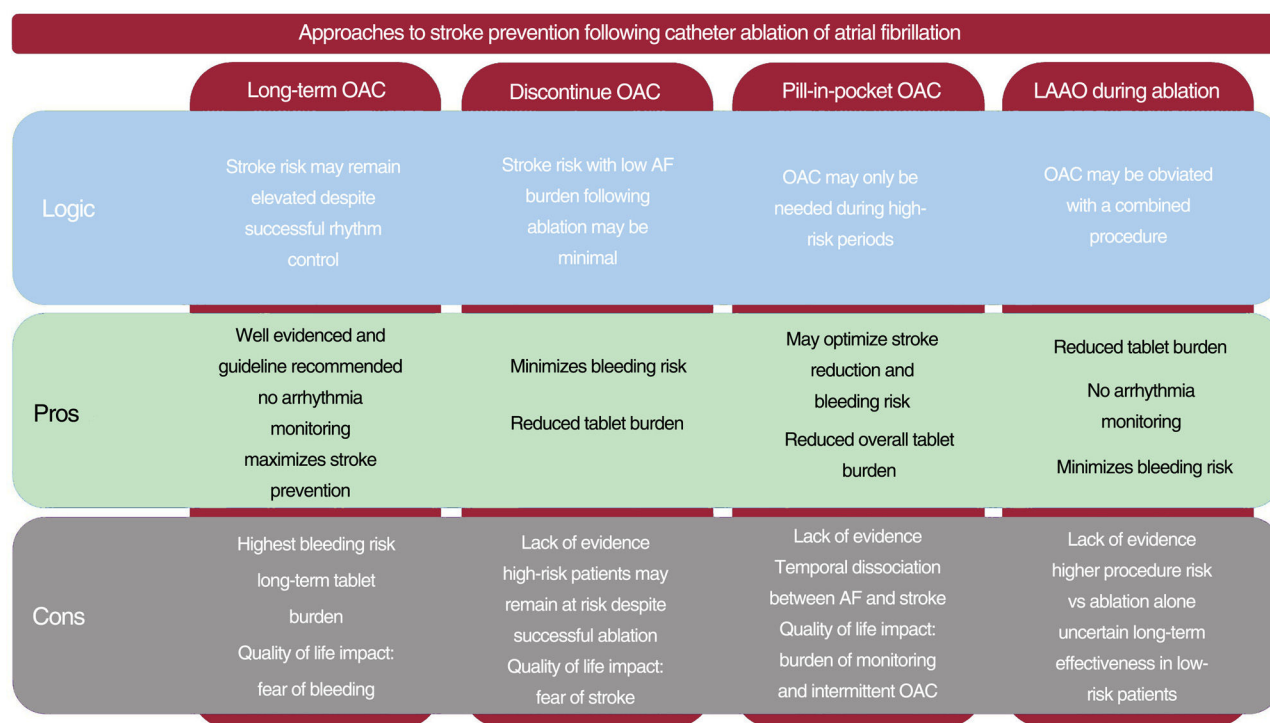 Approaches to stroke prevention following catheter ablation of atrial fibrillation
Long-term OAC
Discontinue OAC
Pill-in-pocket OAC
LAAO during ablation
Logic
Stroke risk may remain
elevated despite
successful rhythm
control
Stroke risk with low AF
burden following
ablation may be
minimal
OAC may only be
needed during high-
risk periods
OAC may be obviated
with a combined
procedure
Pros
Well evidenced and
guideline recommended
no arrhythmia
monitoring
maximizes stroke
prevention
Minimizes bleeding risk
Reduced tablet burden
May optimize stroke
reduction and
bleeding risk
Reduced overall tablet
burden
Reduced tablet burden
No arrhythmia
monitoring
Minimizes bleeding risk
Cons
Highest bleeding risk
long-term tablet
burden
Quality of life impact:
fear of bleeding
Lack of evidence
high-risk patients may
remain at risk despite
successful ablation
Quality of life impact:
fear of stroke
Lack of evidence
Temporal dissociation
between AF and stroke
Quality of life impact:
burden of monitoring
and intermittent OAC
Lack of evidence
higher procedure risk
vs ablation alone
uncertain long-term
effectiveness in low-
risk patients